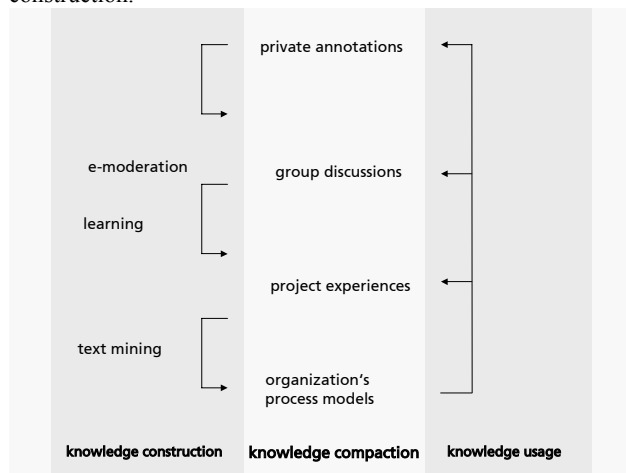 construction.
private annotations
e-moderation
group discussions
learning
project experiences
text mining
organization's
process models
knowledge construction
knowledge compaction
knowledge usage